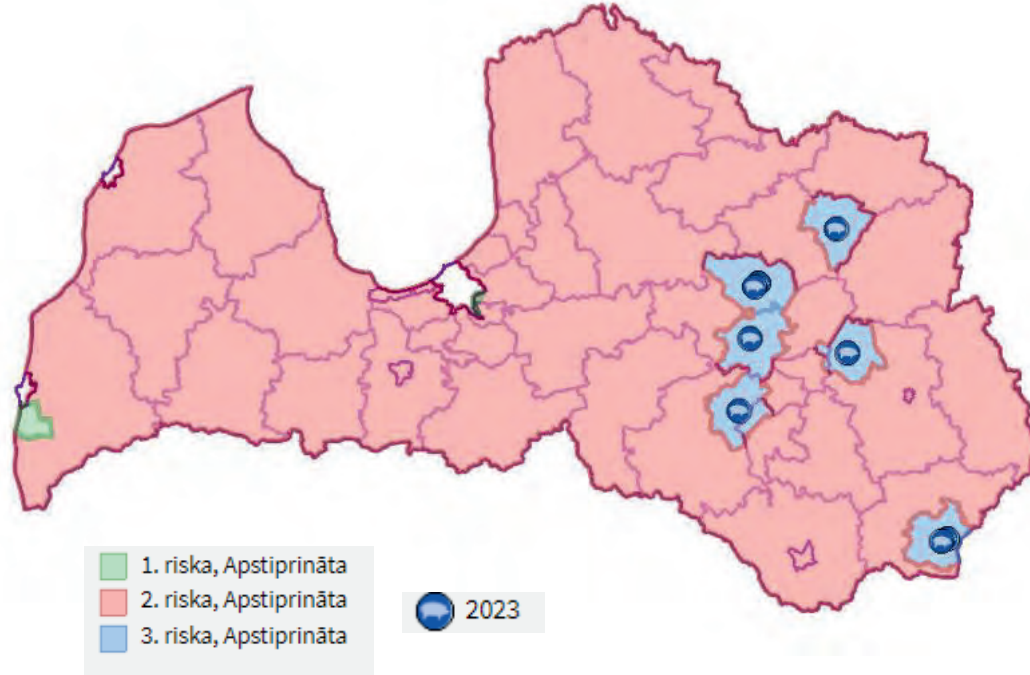 1. riska, Apstiprināta
2. riska, Apstiprināta
3. riska, Apstiprināta
2023